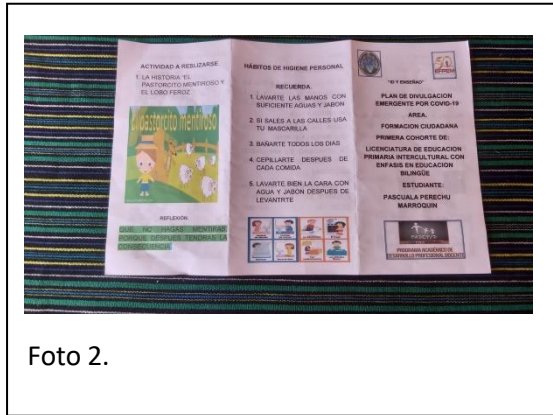 ACTIVIDAD A RESLIZARSE
1. LA HISTORIA "EL
PASTORCITO MENTIROSO Y
EL LOBO FEROZ
El pastorcito mentiroso
REFLEXIÓN:
QUE NO HAGAS MENTIRAS
PORQUE DESPUES TENDRAS LA
CONSECUENCIA
HÁBITOS DE HIGIENE PERSONAL
RECUERDA.
1. LAVARTE LAS MANOS CON
SUFICIENTE AGUAS Y JABON
2. SI SALES A LAS CALLES USA
TU MASCARILLA
3. BAÑARTE TODOS LOS DIAS
4. CEPILLARTE DESPUES DE
CADA COMIDA
5. LAVARTE BIEN LA CARA CON
AGUA Y JABON DESPUES DE
LEVANTRTE
50
EFPEM
"ID Y ENSEÑAD"
PLAN DE DIVULGACION
EMERGENTE POR COVID-19
AREA.
FORMACION CIUDADANA
PRIMERA COHORTE DE:
LICENCIATURA DE EDUCACION
PRIMARIA INTERCULTURAL CON
ENFASIS EN EDUCACION
BILINGÜE
ESTUDIANTE:
PASCUALA PERECHU
MARROQUIN
PADEP/D
PROGRAMA ACADÉMICO DE
DESARROLLO PROFESIONAL DOCENTE
Foto 2.